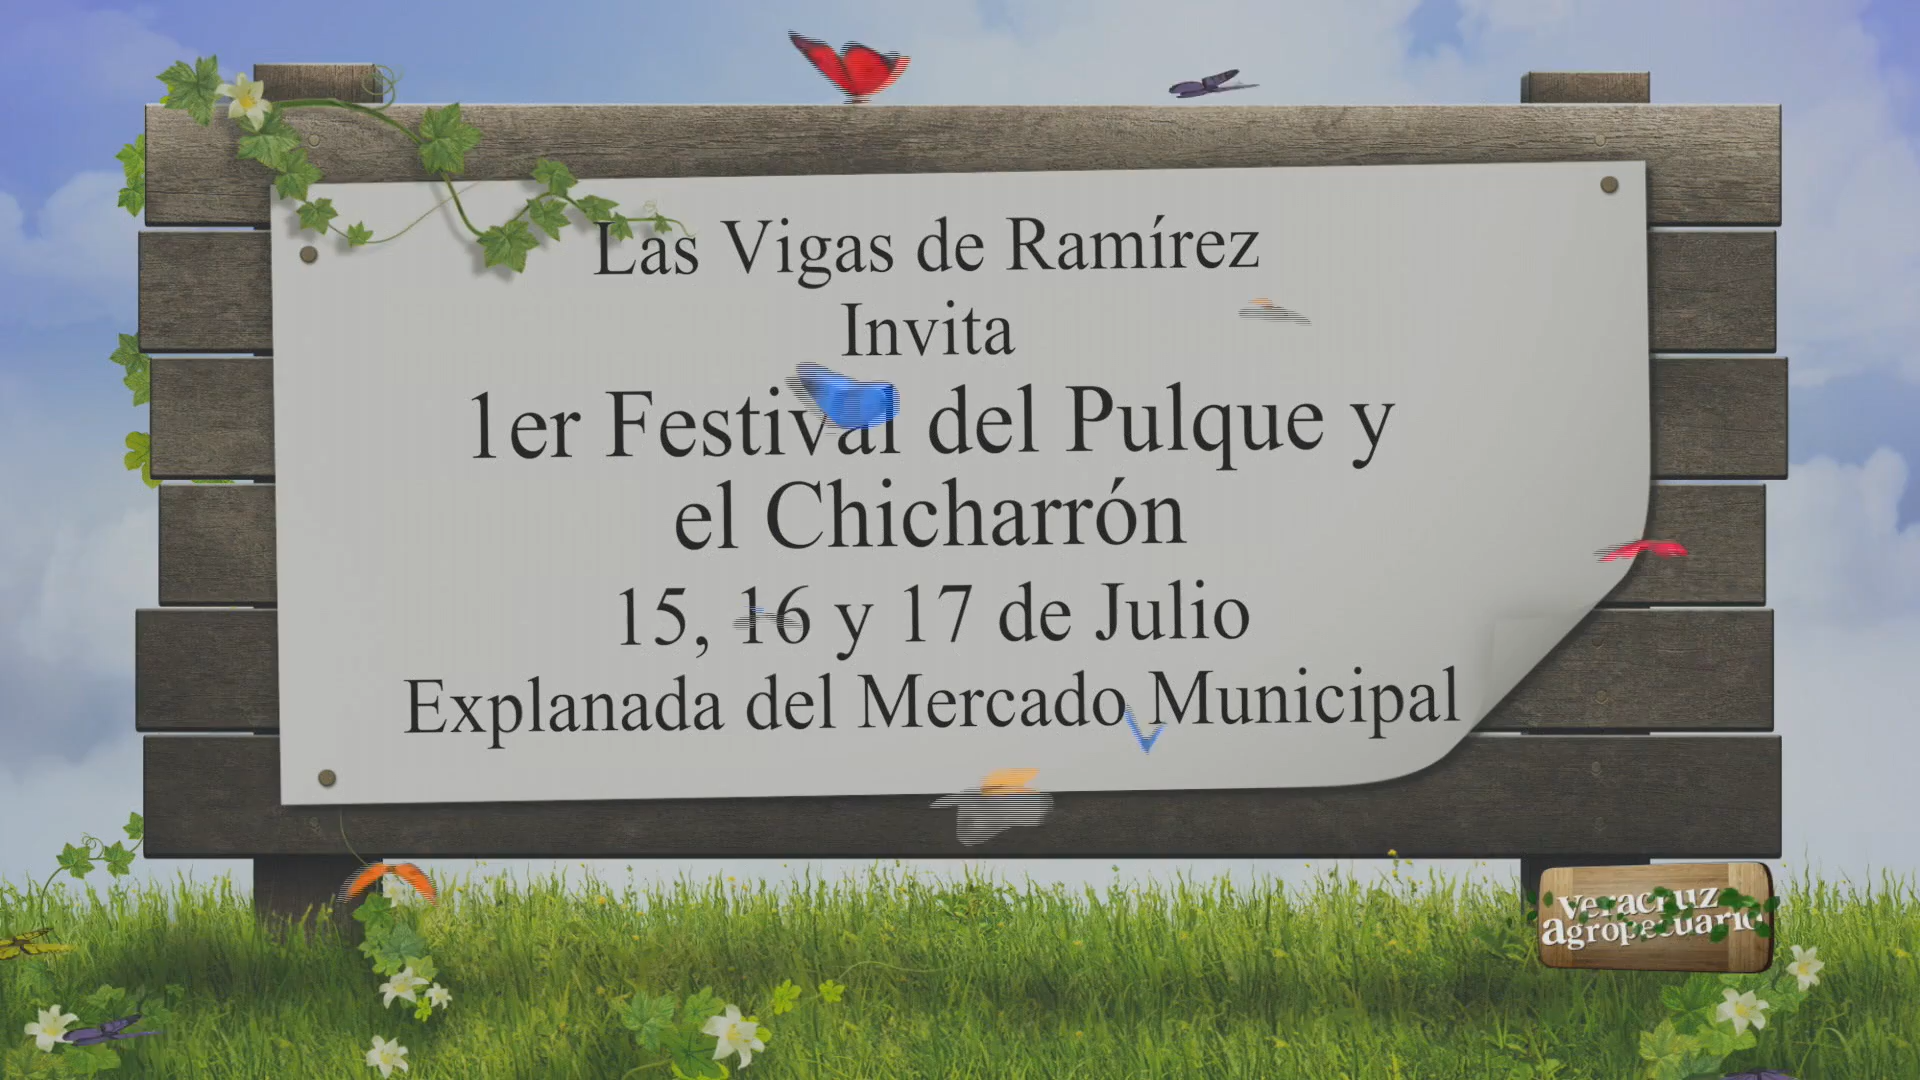 Las Vigas de Ramírez
Invita
1er Festival del Pulque y
el Chicharrón
15, 16 y 17 de Julio
Explanada del Mercado Municipal
veracruz
agropecuario